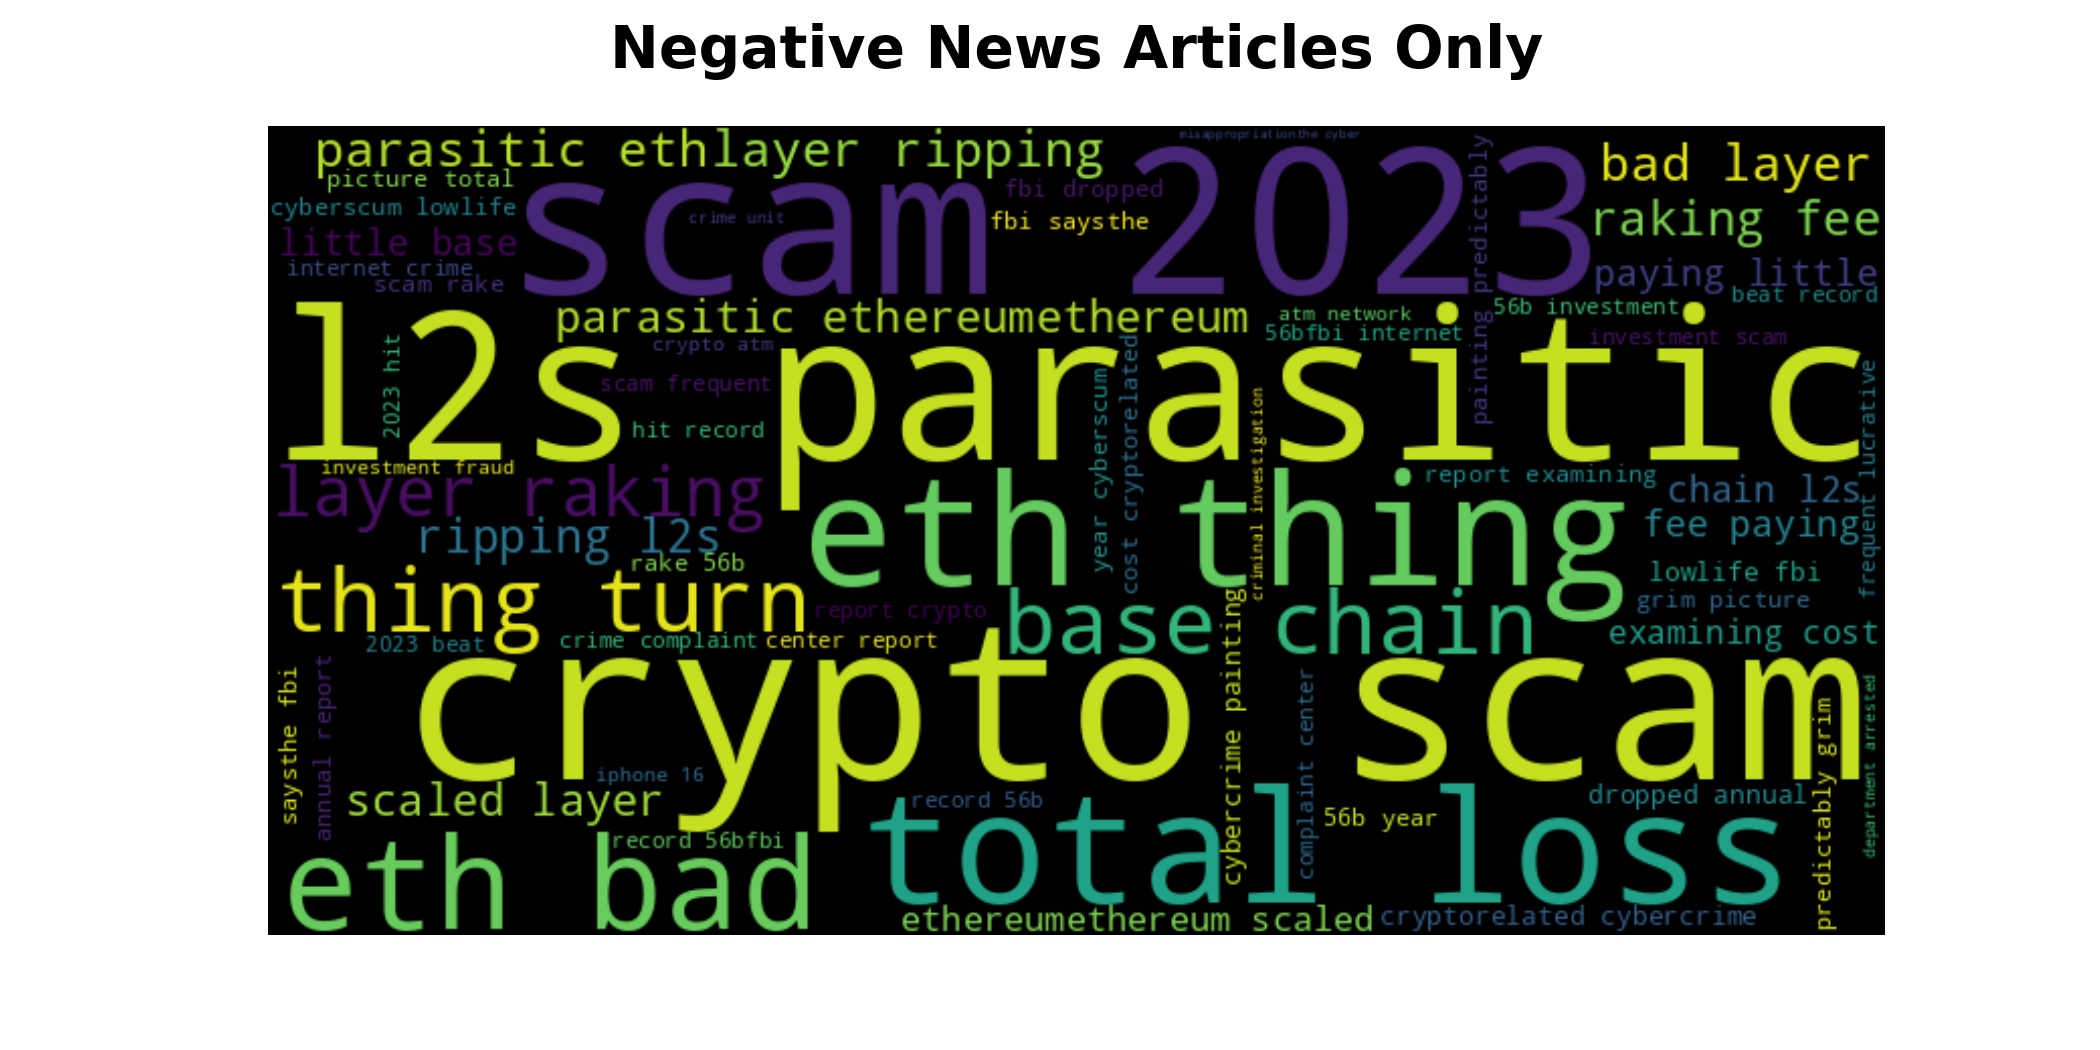 Negative News Articles Only
misappropriationthe cyber
parasitic ethlayer ripping
bad layer
picture total
scam 2023
fbi dropped
cyberscum lowlife
crime unit
fbi saysthe
raking fee
little base
internet crime
scam rake
paying little
beat record
painting predictably
l2s parasitic
parasitic ethereumethereum
atm network
56b investment
56bfbi internet
investment scam
crypto atm
2023 hit
scam frequent
hit record
year cyberscum
cost cryptorelated
criminal investigation
frequent lucrative
investment fraud
layer raking
eth thing
report examining
chain l2s
ripping l2s
fee paying
rake 56b
lowlife fbi
thing turn
report crypto
base chain
grim picture
2023 beat
crime complaint
center report
examining cost
crypto scam
saysthe fbi
annual report
cybercrime painting
complaint center
predictably grim
department arrested
iphone 16
scaled layer
record 56b
total loss
56b year
dropped annual
record 56bfbi
eth bad
ethereumethereum scaled
cryptorelated cybercrime